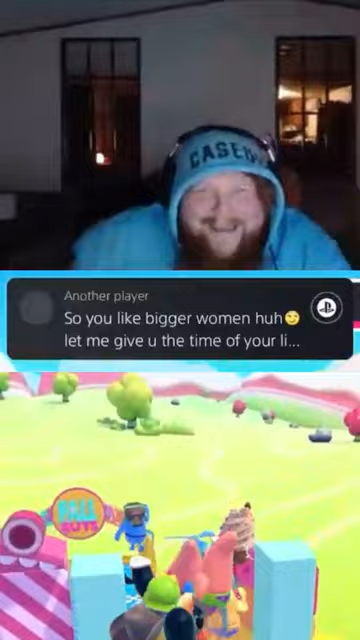 CASEOH
Another player
So you like bigger women huh😏
let me give u the time of your li...
FALL
GUYS